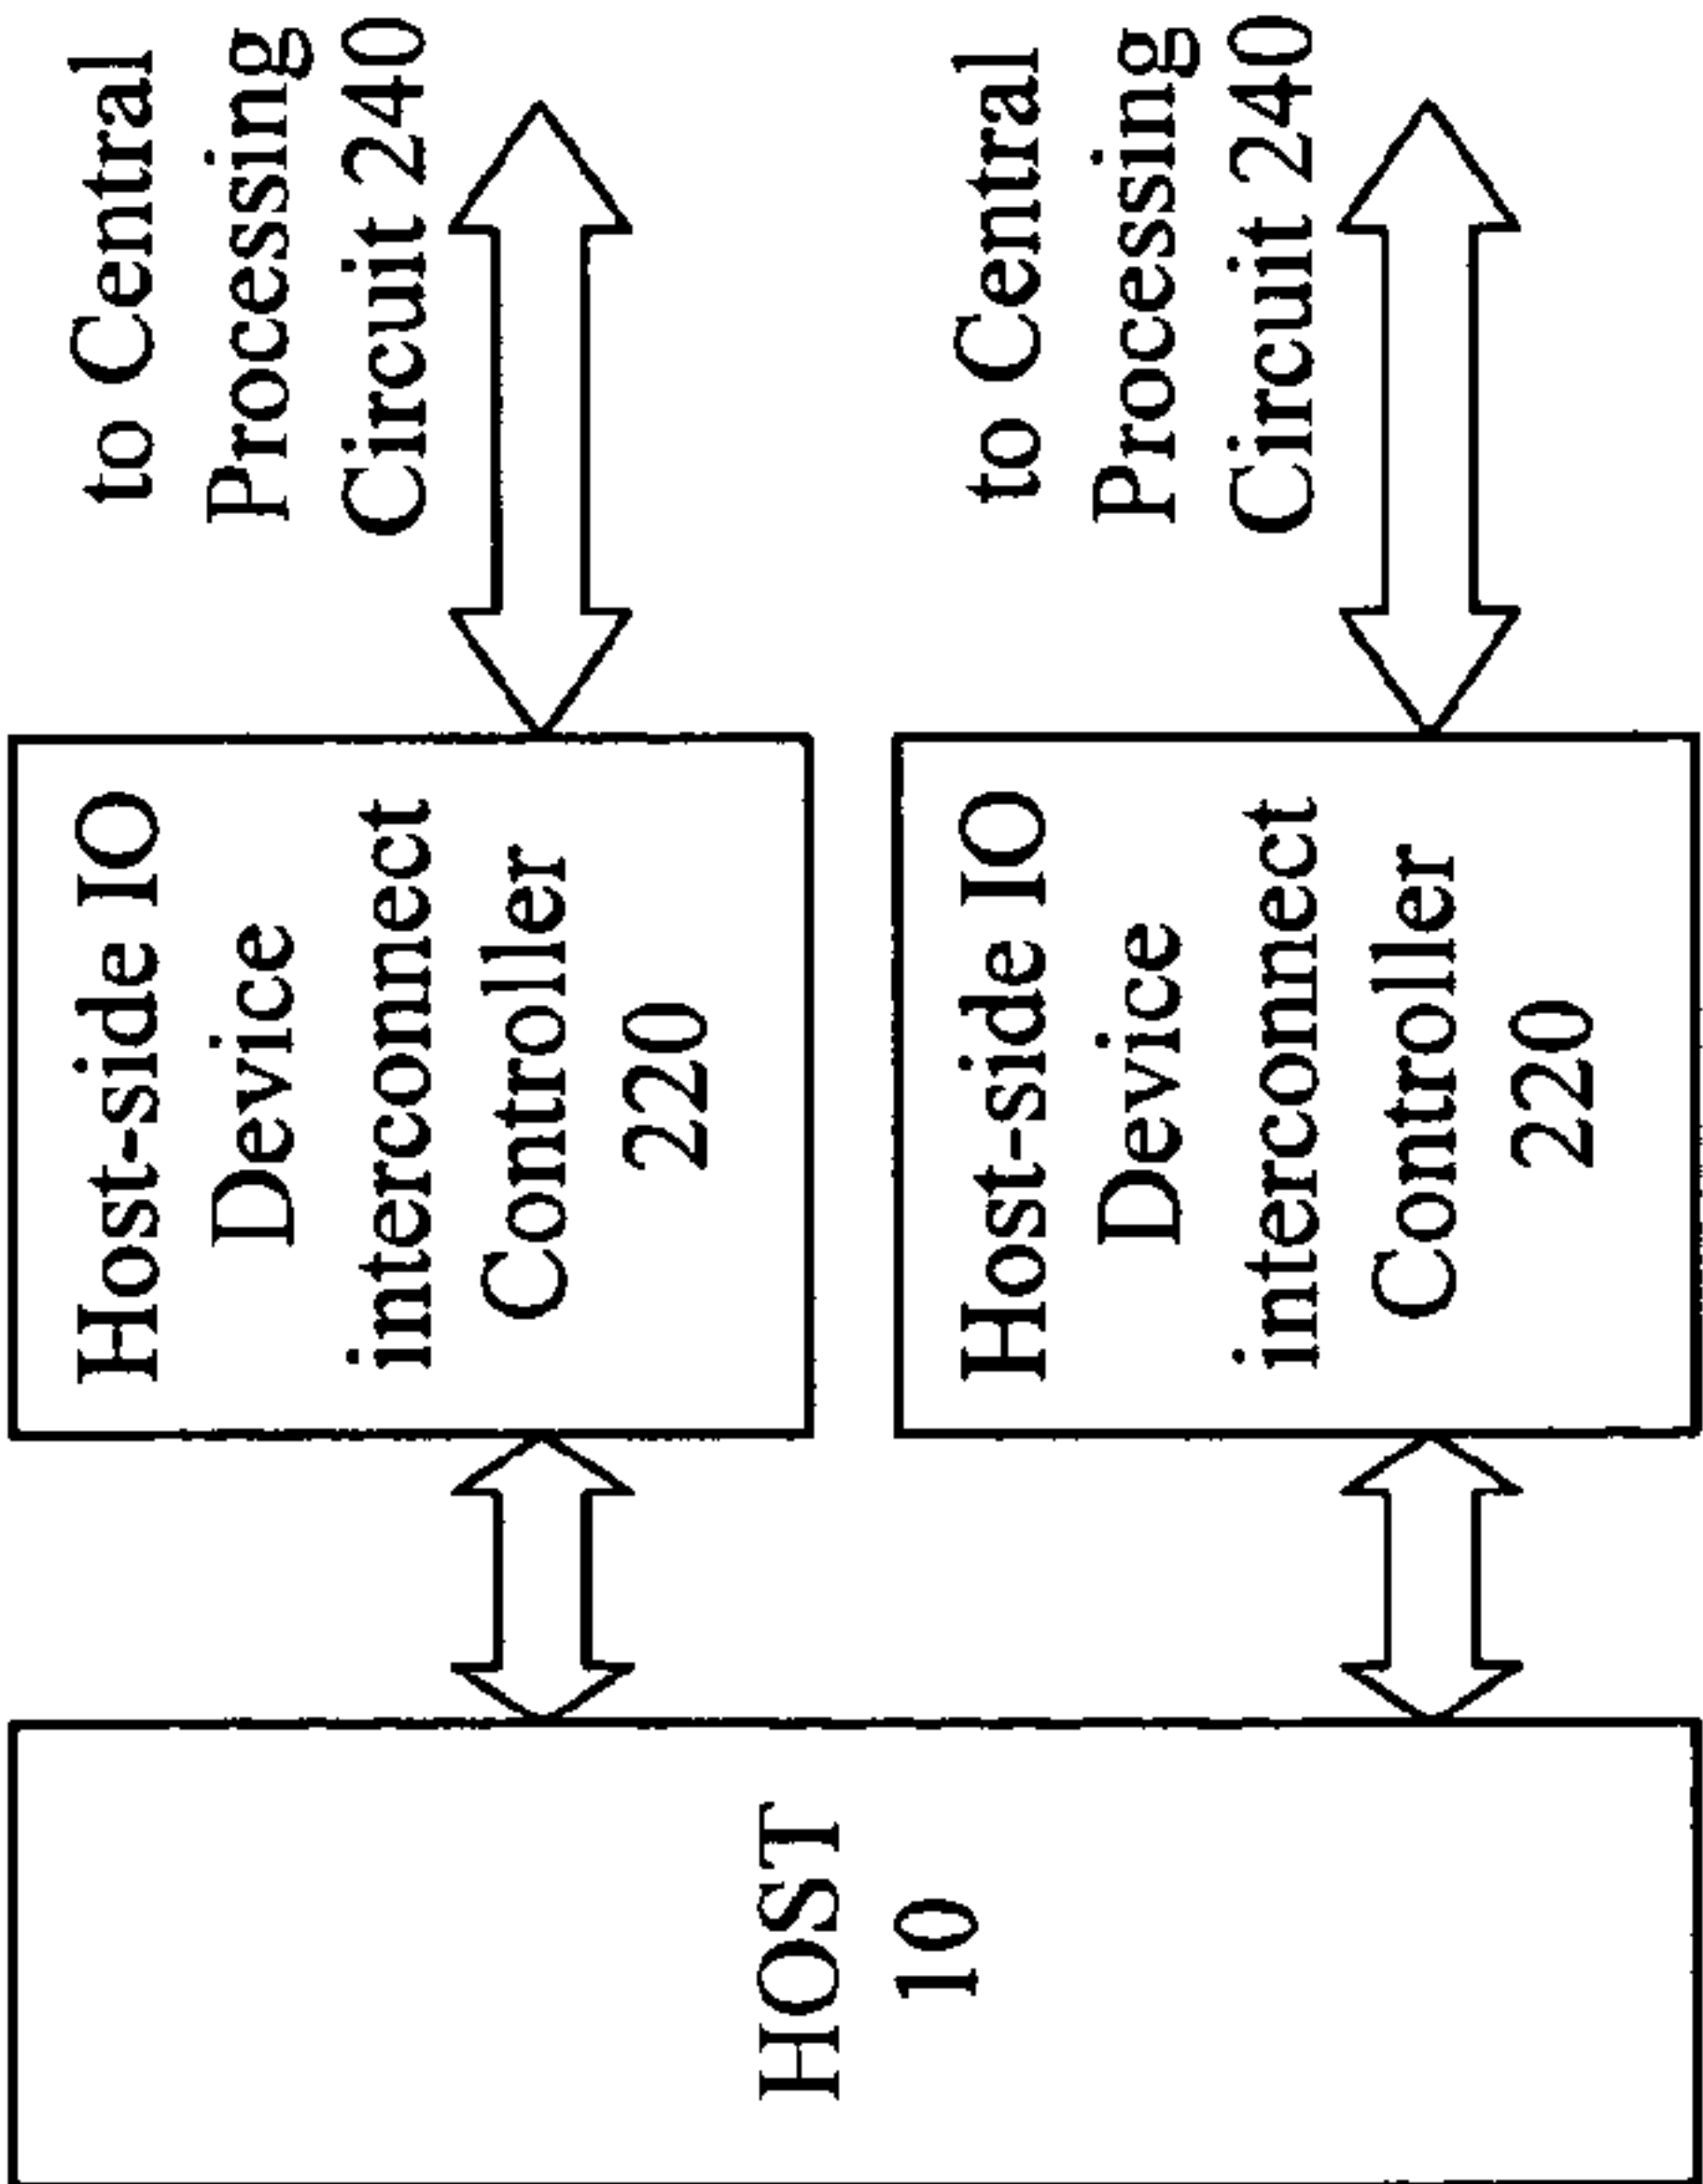 HOST
10
Host-side IO
Device
interconnect
Controller
220
to Central
Processing
Circuit 240
Host-side IO
Device
interconnect
Controller
220
to Central
Processing
Circuit 240